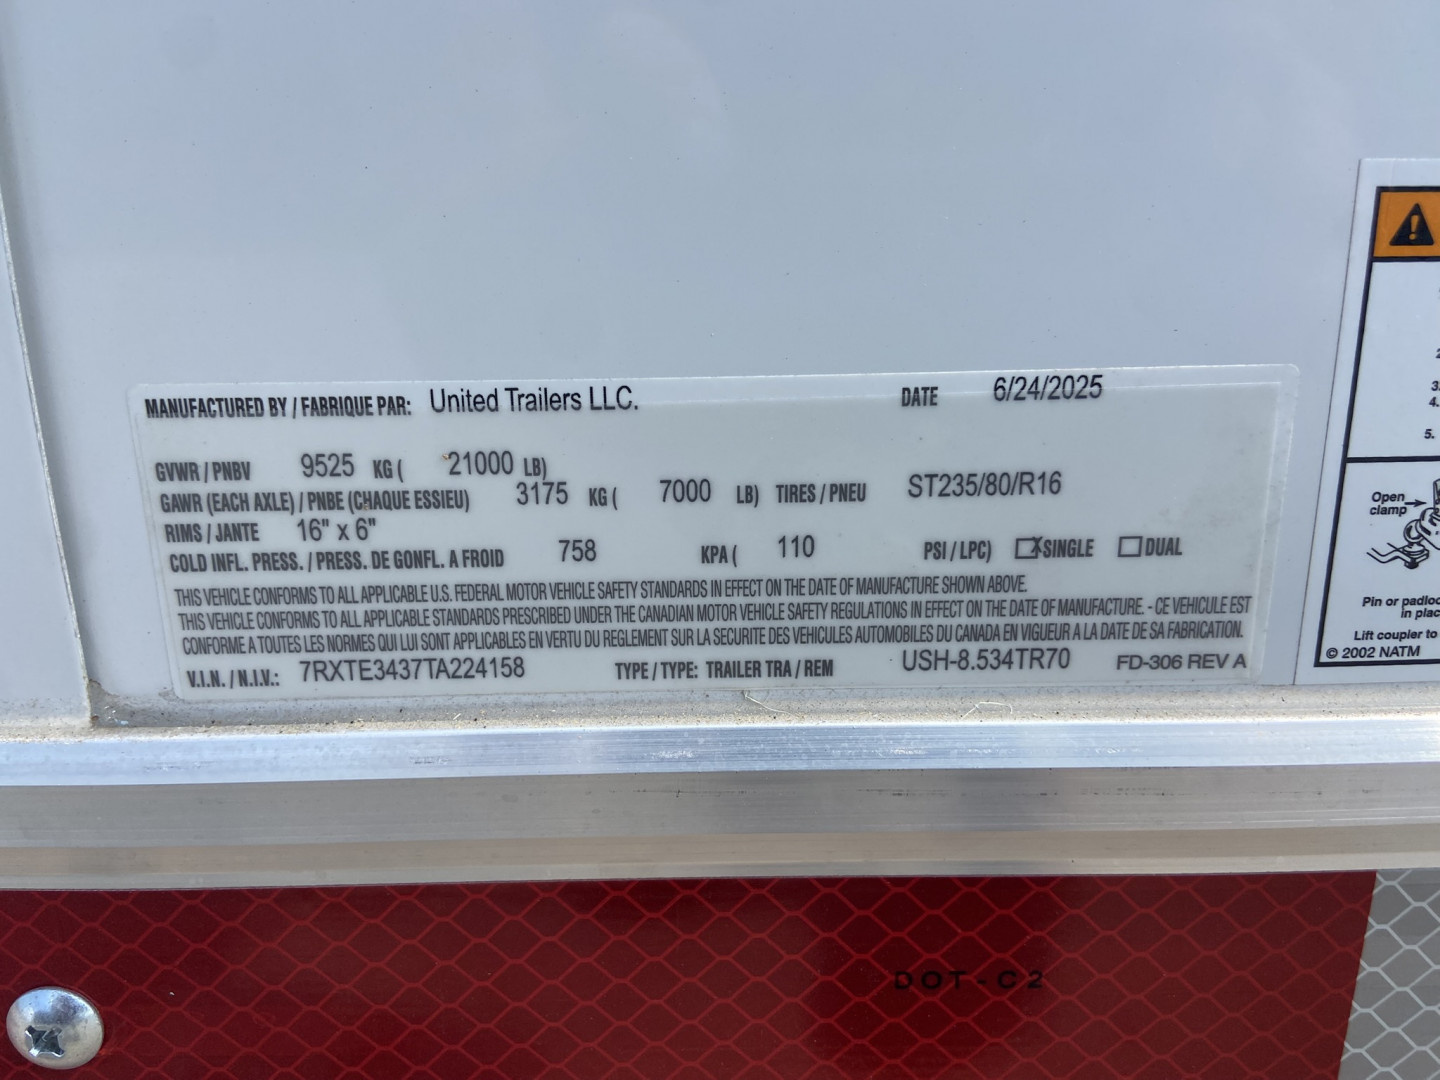 MANUFACTURED BY / FABRIQUE PAR: United Trailers LLC. DATE 6/24/2025
GVWR / PNBV 9525 KG ( 21000 LB)
GAWR (EACH AXLE) / PNBE (CHAQUE ESSIEU) 3175 KG ( 7000 LB) TIRES / PNEU ST235/80/R16
RIMS / JANTE 16" x 6"
COLD INFL. PRESS. / PRESS. DE GONFL. A FROID 758 KPA ( 110 PSI / LPC) X SINGLE DUAL
THIS VEHICLE CONFORMS TO ALL APPLICABLE U.S. FEDERAL MOTOR VEHICLE SAFETY STANDARDS IN EFFECT ON THE DATE OF MANUFACTURE SHOWN ABOVE.
THIS VEHICLE CONFORMS TO ALL APPLICABLE STANDARDS PRESCRIBED UNDER THE CANADIAN MOTOR VEHICLE SAFETY REGULATIONS IN EFFECT ON THE DATE OF MANUFACTURE. - CE VEHICULE EST
CONFORME A TOUTES LES NORMES QUI LUI SONT APPLICABLES EN VERTU DU REGLEMENT SUR LA SECURITE DES VEHICULES AUTOMOBILES DU CANADA EN VIGUEUR A LA DATE DE SA FABRICATION.
V.I.N. / N.I.V.: 7RXTE3437TA224158 TYPE / TYPE: TRAILER TRA / REM USH-8.534TR70 FD-306 REV A
3.
4.
5.
Open
clamp
Pin or
in
Lift coupler to
© 2002 NATM
DOT-C2